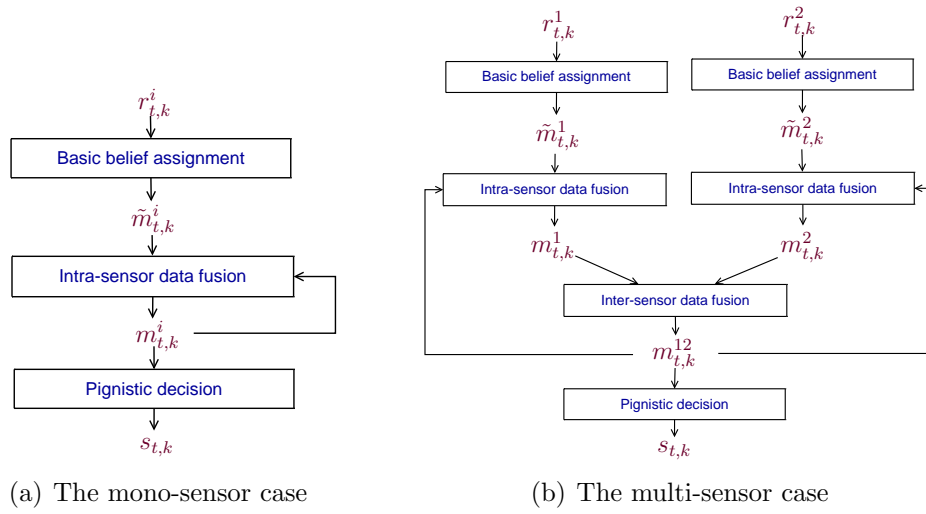 r^i_{t,k}
Basic belief assignment
m̃^i_{t,k}
Intra-sensor data fusion
m^i_{t,k}
Pignistic decision
s_{t,k}
(a) The mono-sensor case
r^1_{t,k} r^2_{t,k}
Basic belief assignment Basic belief assignment
m̃^1_{t,k} m̃^2_{t,k}
Intra-sensor data fusion Intra-sensor data fusion
m^1_{t,k} m^2_{t,k}
Inter-sensor data fusion
m^{12}_{t,k}
Pignistic decision
s_{t,k}
(b) The multi-sensor case